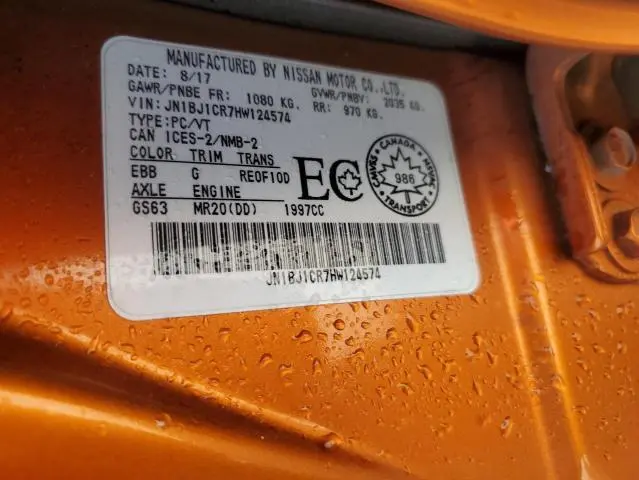 MANUFACTURED BY NISSAN MOTOR CO.,LTD.
DATE: 8/17 GVWR/PNBV: 2035 KG.
GAWR/PNBE FR: 1080 KG. RR: 970 KG.
VIN: JN1BJ1CR7HW124574
TYPE: PC/VT
CAN ICES-2/NMB-2
COLOR TRIM TRANS
EBB G RE0F10D
AXLE ENGINE
GS63 MR20(DD) 1997CC
EC
CANADA
CMVSS NSVAC
986
TRANSPORT
JN1BJ1CR7HW124574